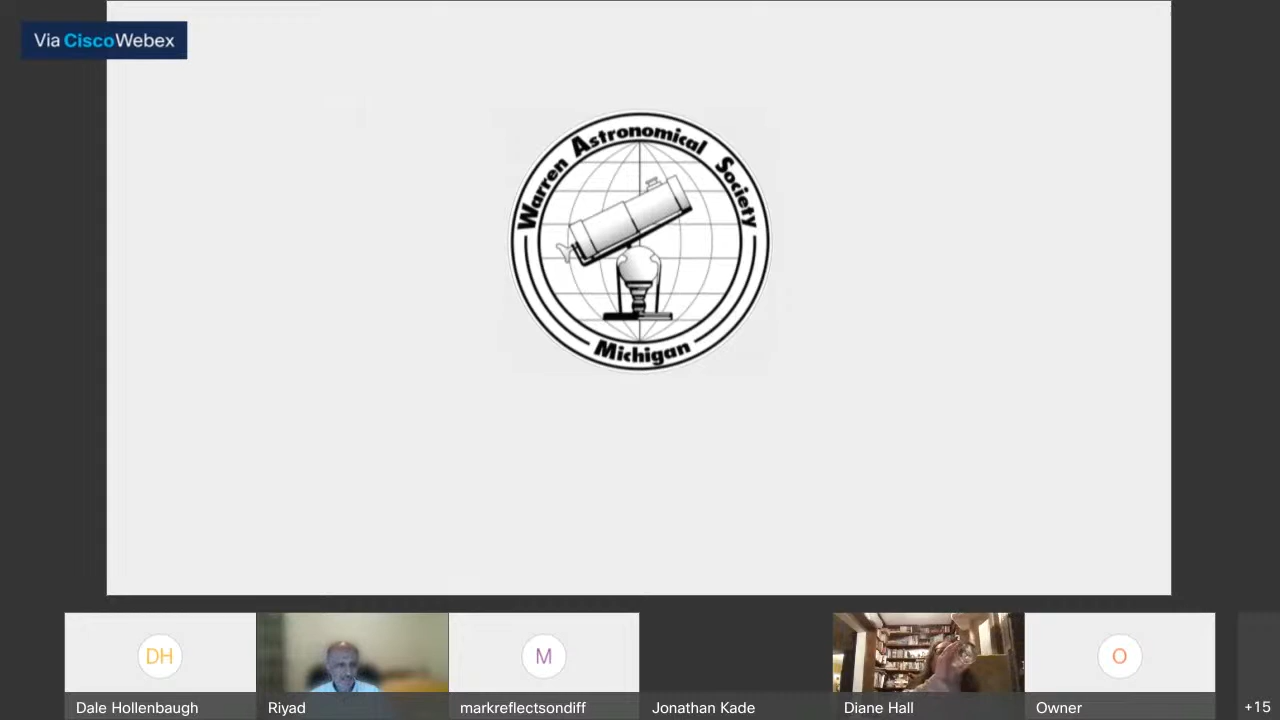 Via CiscoWebex
Warren Astronomical Society
Michigan
DH
M
O
Dale Hollenbaugh
Riyad
markreflectsondiff
Jonathan Kade
Diane Hall
Owner
+15